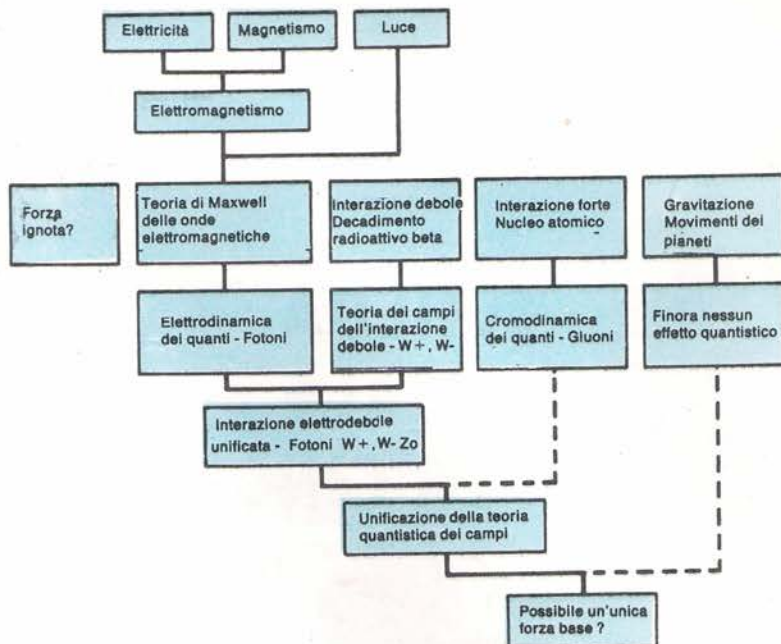 Elettricità
Magnetismo
Luce
Elettromagnetismo
Forza
ignota?
Teoria di Maxwell
delle onde
elettromagnetiche
Interazione debole
Decadimento
radioattivo beta
Interazione forte
Nucleo atomico
Gravitazione
Movimenti dei
pianeti
Elettrodinamica
dei quanti - Fotoni
Teoria dei campi
dell'interazione
debole - W+, W-
Cromodinamica
dei quanti - Gluoni
Finora nessun
effetto quantistico
Interazione elettrodebole
unificata - Fotoni W+, W- Zo
Unificazione della teoria
quantistica dei campi
Possibile un'unica
forza base ?